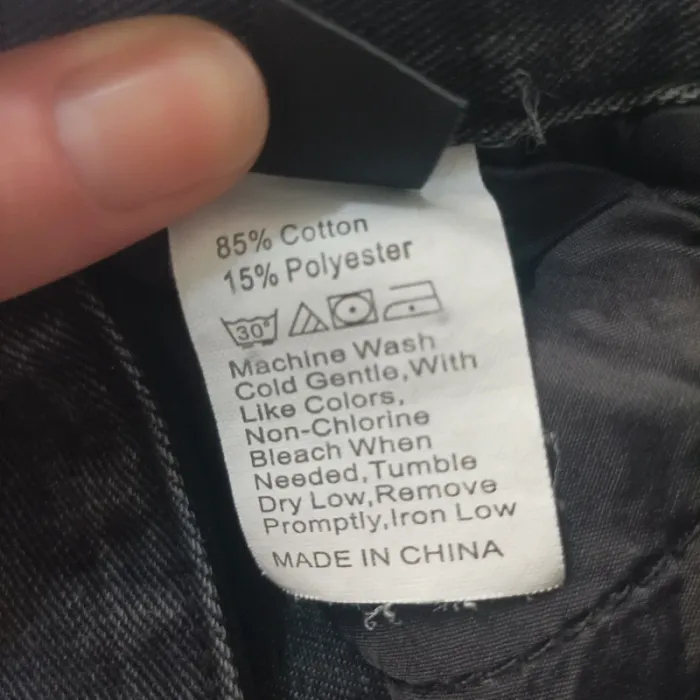 85% Cotton
15% Polyester
30°
Machine Wash
Cold Gentle,With
Like Colors,
Non-Chlorine
Bleach When
Needed,Tumble
Dry Low,Remove
Promptly,Iron Low
MADE IN CHINA